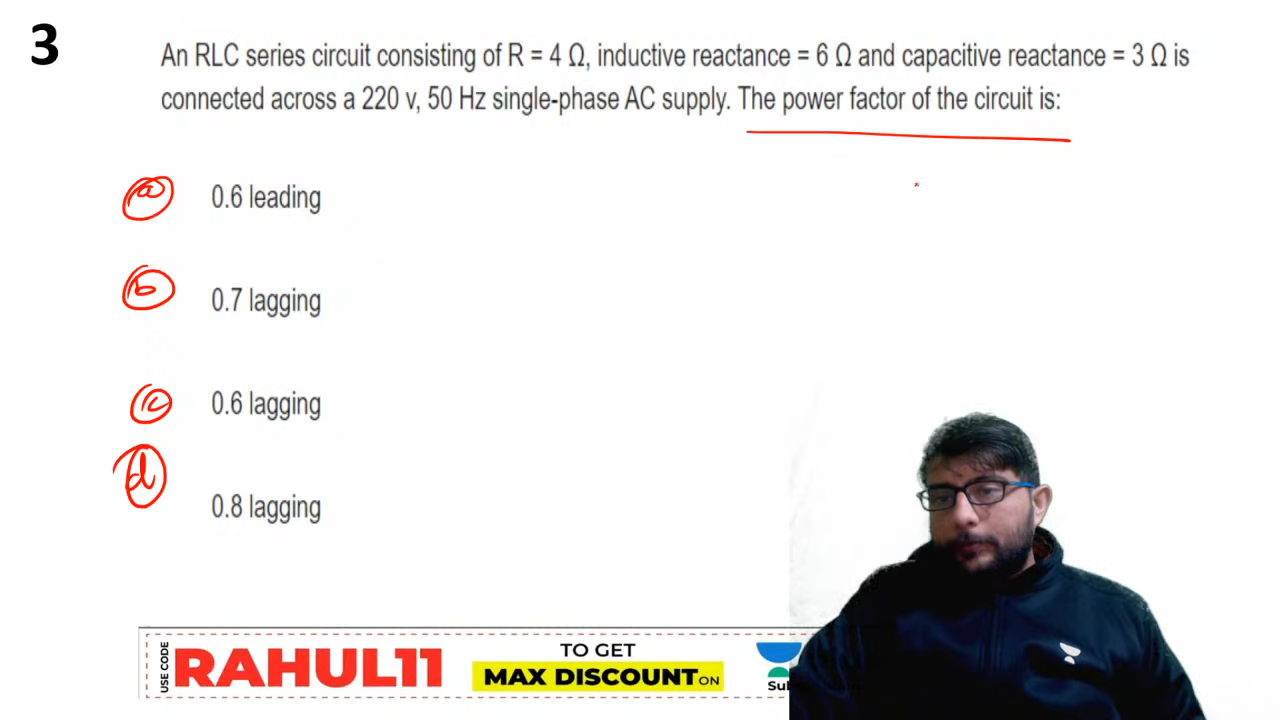 3
An RLC series circuit consisting of R = 4 Ω, inductive reactance = 6 Ω and capacitive reactance = 3 Ω is
connected across a 220 v, 50 Hz single-phase AC supply. The power factor of the circuit is:
a
0.6 leading
b
0.7 lagging
c
0.6 lagging
d
0.8 lagging
USE CODE
RAHUL11
TO GET
MAX DISCOUNT ON